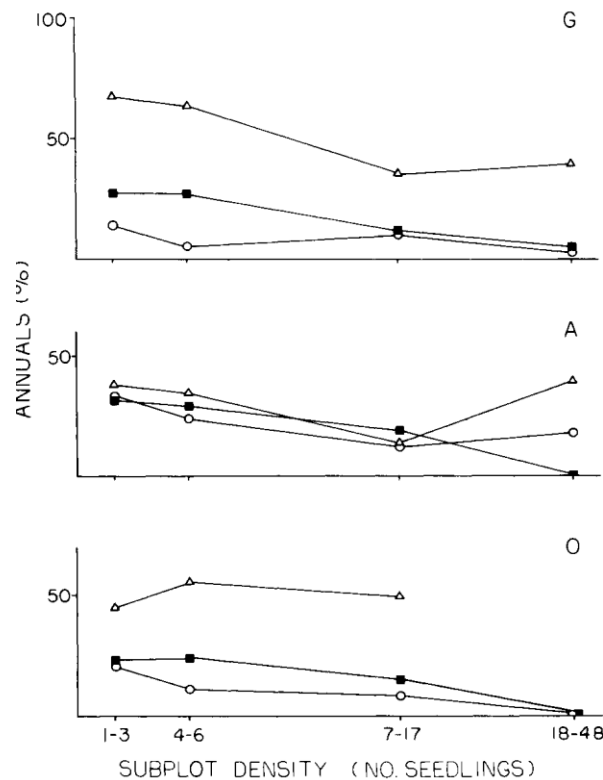 100
G
50
A
50
O
50
ANNUALS (%)
1-3 4-6 7-17 18-48
SUBPLOT DENSITY (NO. SEEDLINGS)